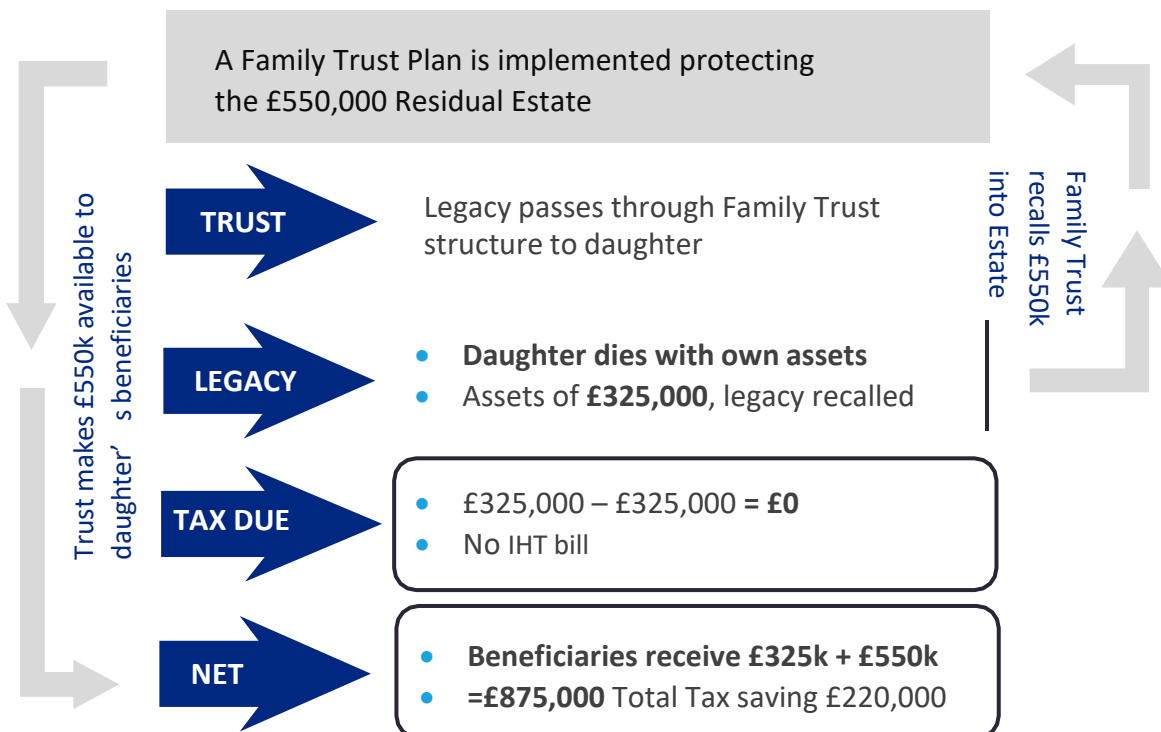 A Family Trust Plan is implemented protecting
the £550,000 Residual Estate
TRUST
Legacy passes through Family Trust
structure to daughter
Family Trust
recalls £550k
into Estate
Trust makes £550k available to
daughter’ s beneficiaries
LEGACY
• Daughter dies with own assets
• Assets of £325,000, legacy recalled
TAX DUE
• £325,000 – £325,000 = £0
• No IHT bill
NET
• Beneficiaries receive £325k + £550k
• =£875,000 Total Tax saving £220,000